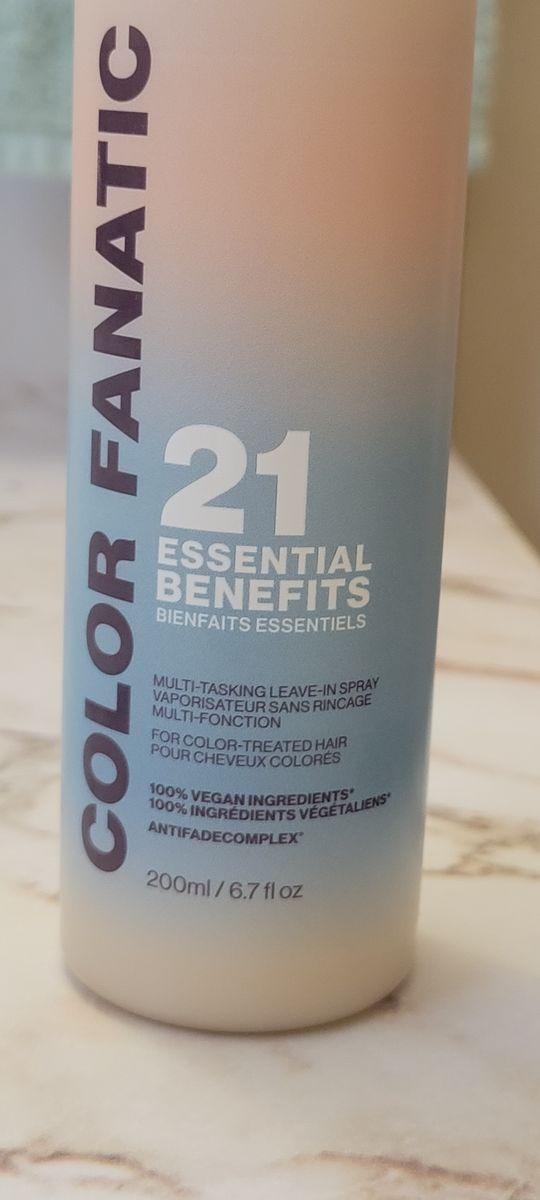 COLOR FANATIC
21
ESSENTIAL
BENEFITS
BIENFAITS ESSENTIELS
MULTI-TASKING LEAVE-IN SPRAY
VAPORISATEUR SANS RINCAGE
MULTI-FONCTION
FOR COLOR-TREATED HAIR
POUR CHEVEUX COLORÉS
100% VEGAN INGREDIENTS*
100% INGRÉDIENTS VÉGÉTALIENS*
ANTIFADECOMPLEX®
200ml / 6.7 fl oz